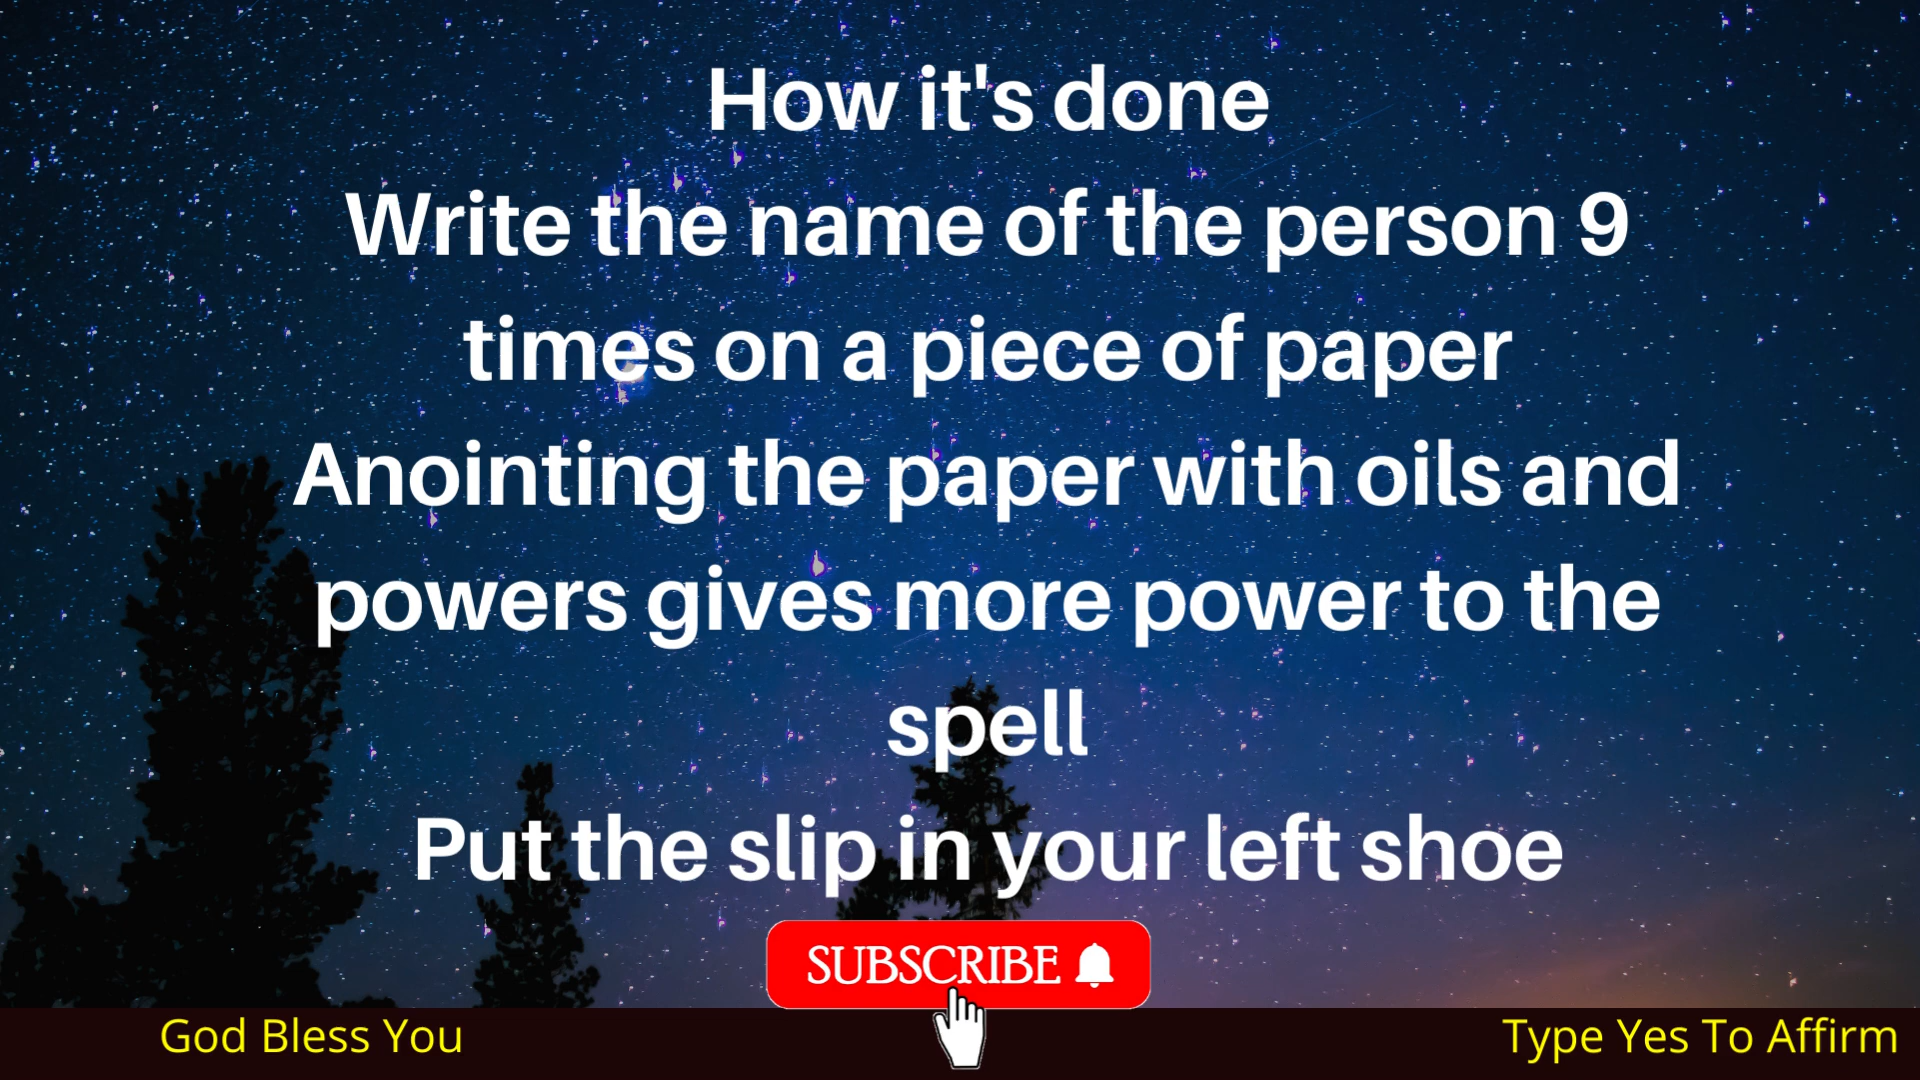 How it's done
Write the name of the person 9
times on a piece of paper
Anointing the paper with oils and
powers gives more power to the
spell
Put the slip in your left shoe
SUBSCRIBE
God Bless You
Type Yes To Affirm